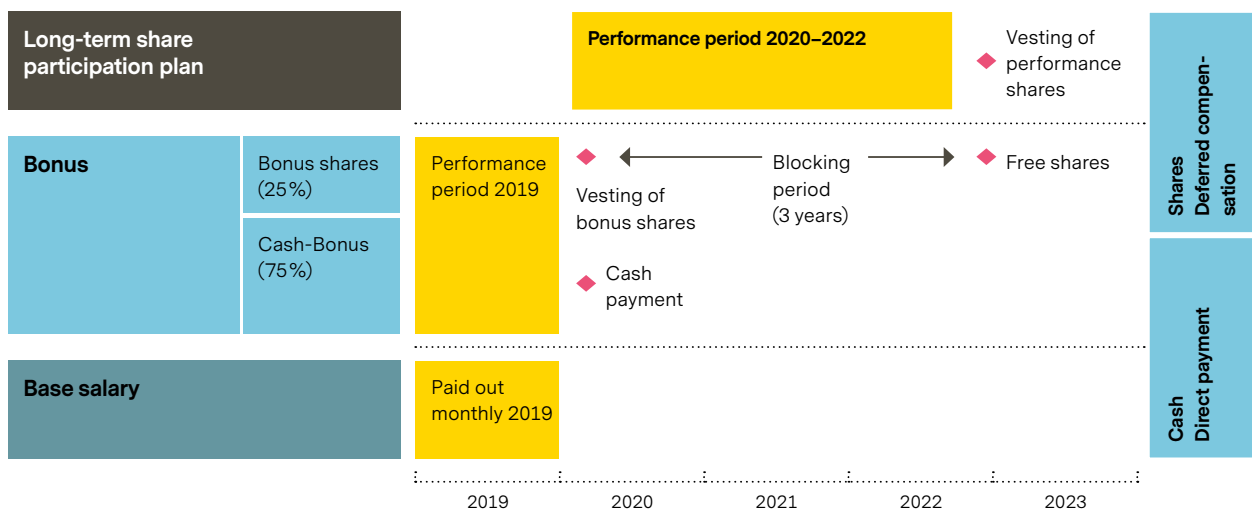 Long-term share
participation plan
Performance period 2020–2022
Vesting of
performance
shares
Bonus
Bonus shares
(25%)
Cash-Bonus
(75%)
Performance
period 2019
Vesting of
bonus shares
Blocking
period
(3 years)
Free shares
Cash
payment
Base salary
Paid out
monthly 2019
Shares
Deferred compen-
sation
Cash
Direct payment
2019
2020
2021
2022
2023